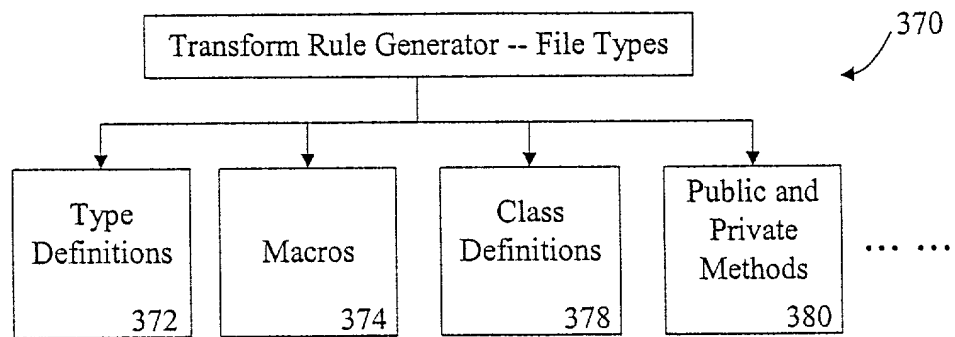 370
Transform Rule Generator -- File Types
Type
Definitions
372
Macros
374
Class
Definitions
378
Public and
Private
Methods
380
... ...